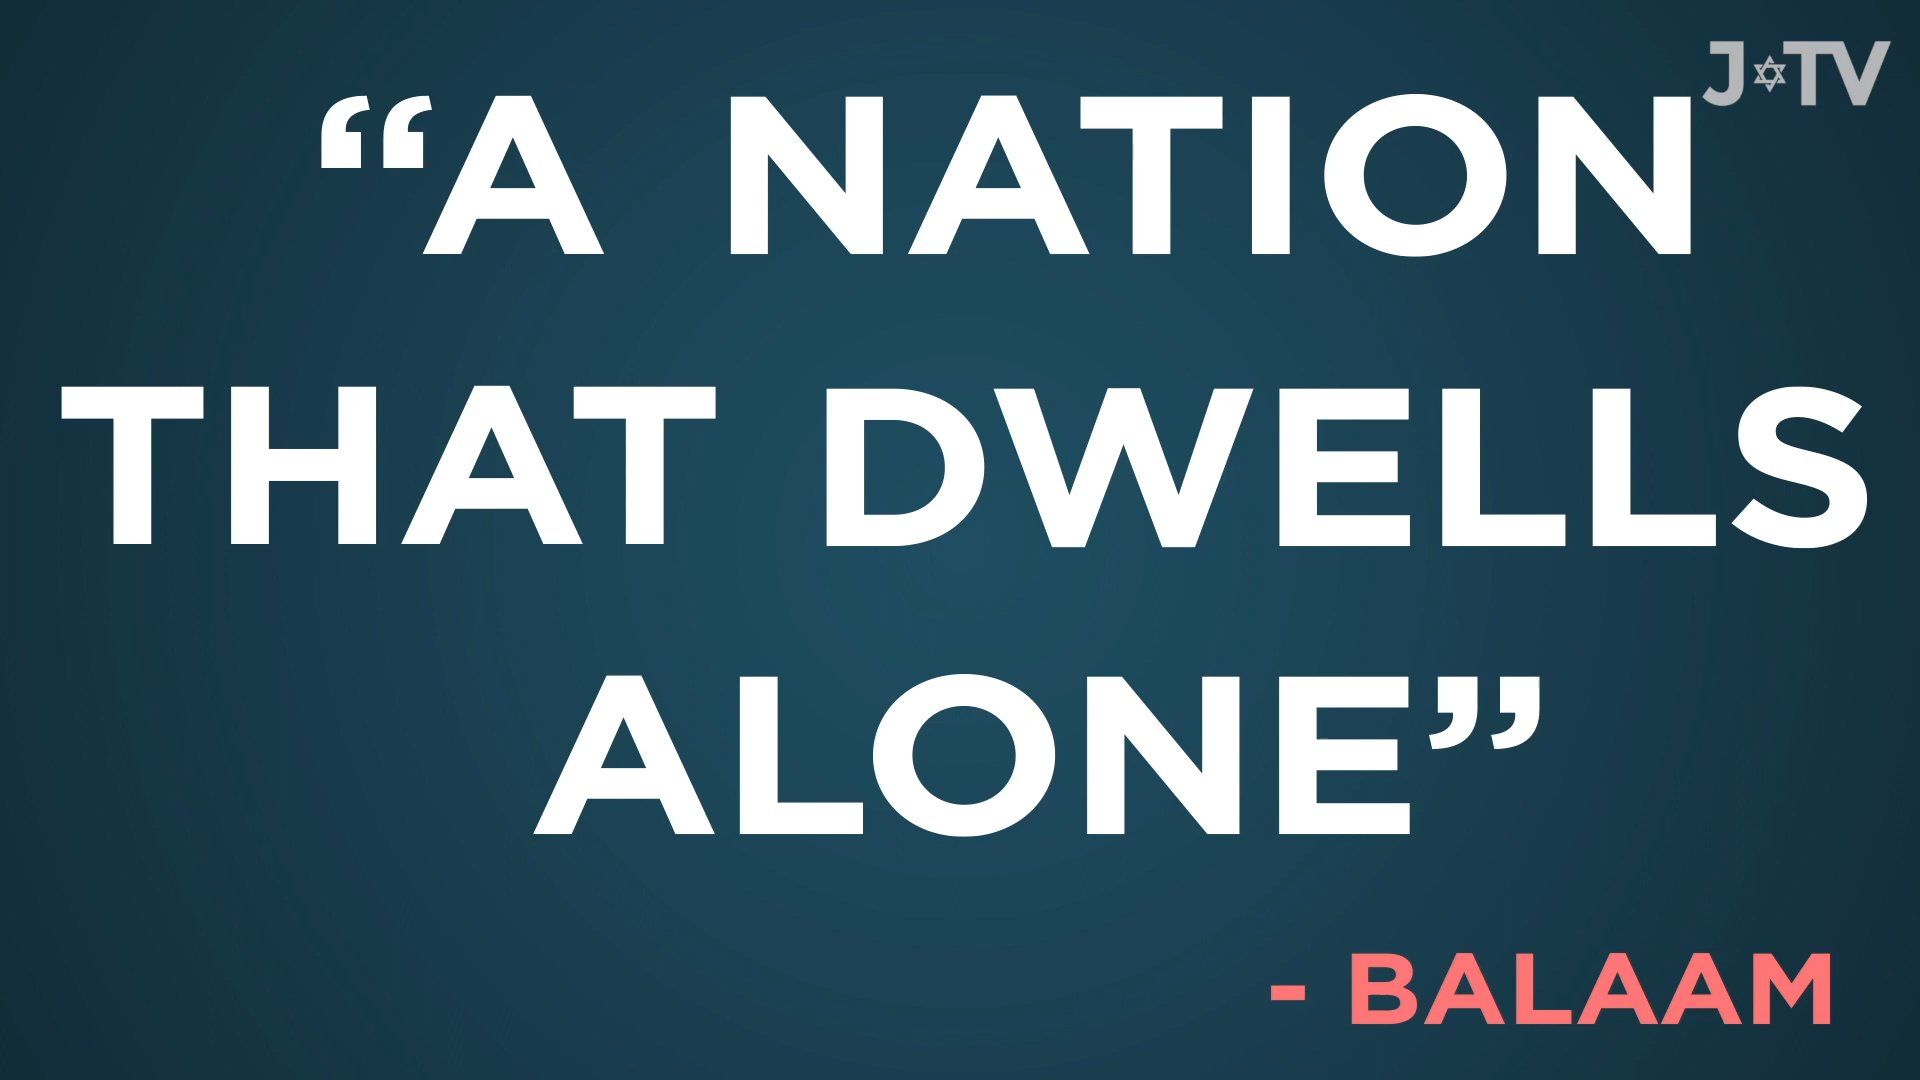 J✡TV
“A NATION
THAT DWELLS
ALONE”
- BALAAM